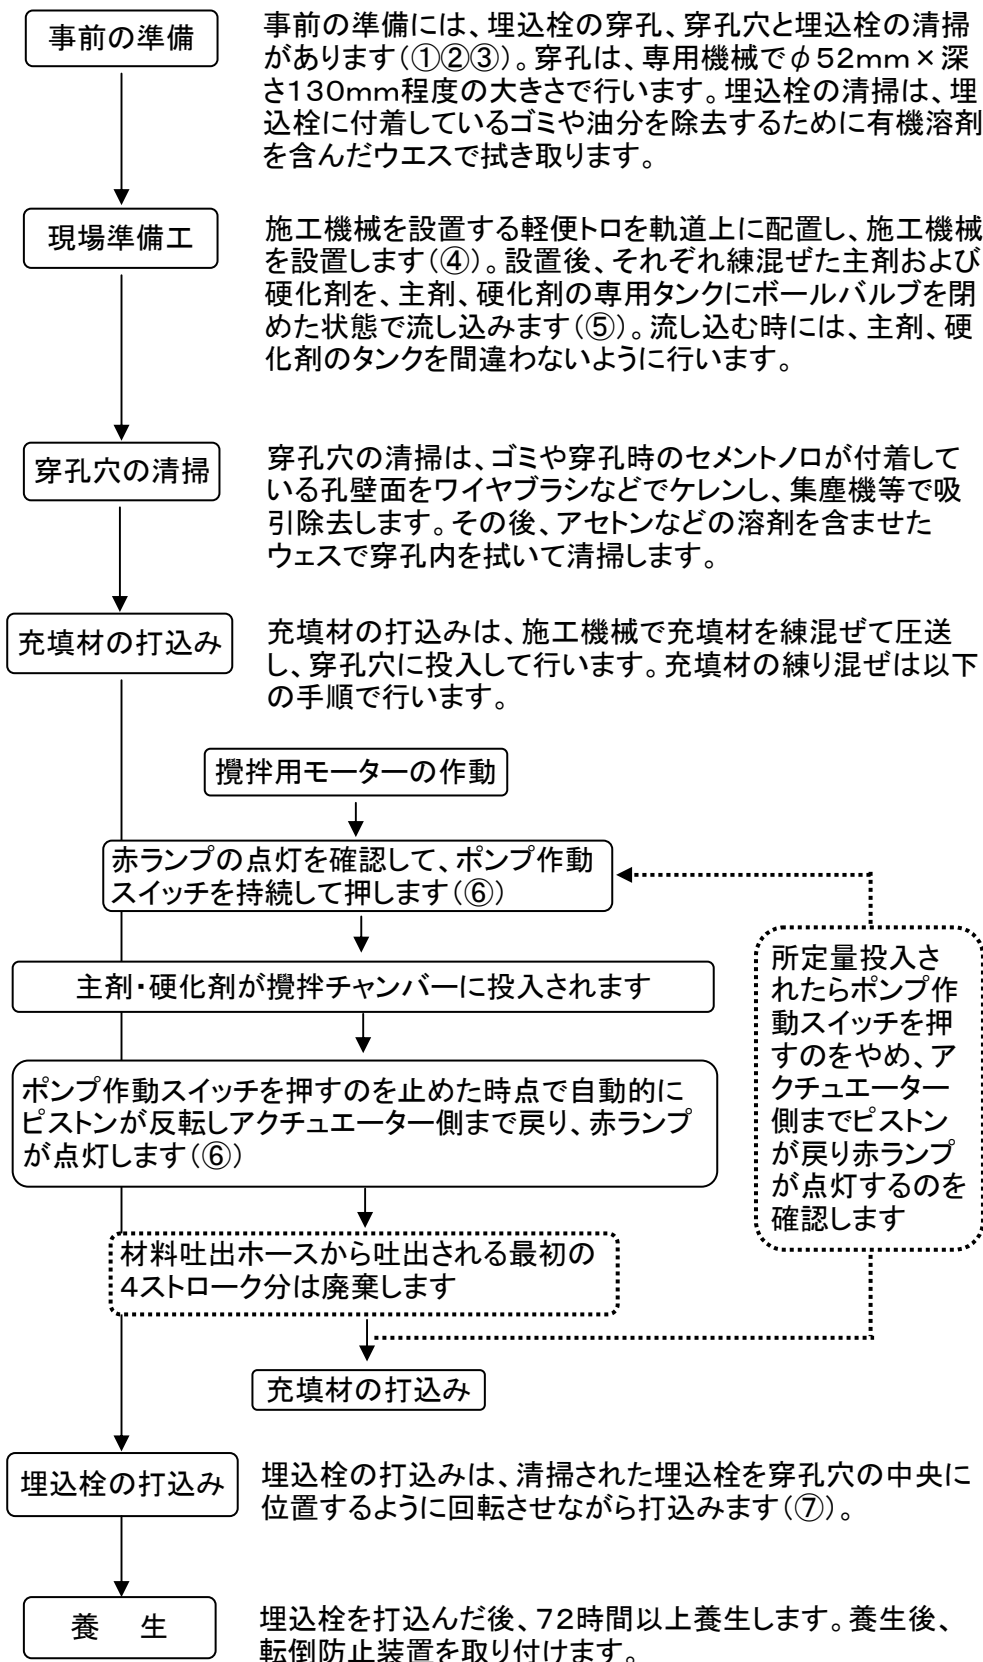 事前の準備
事前の準備には、埋込栓の穿孔、穿孔穴と埋込栓の清掃
があります(①②③)。穿孔は、専用機械でφ52mm×深
さ130mm程度の大きさで行います。埋込栓の清掃は、埋
込栓に付着しているゴミや油分を除去するために有機溶剤
を含んだウエスで拭き取ります。
現場準備工
施工機械を設置する軽便トロを軌道上に配置し、施工機械
を設置します(④)。設置後、それぞれ練混ぜた主剤および
硬化剤を、主剤、硬化剤の専用タンクにボールバルブを閉
めた状態で流し込みます(⑤)。流し込む時には、主剤、硬
化剤のタンクを間違わないように行います。
穿孔穴の清掃
穿孔穴の清掃は、ゴミや穿孔時のセメントノロが付着して
いる孔壁面をワイヤブラシなどでケレンし、集塵機等で吸
引除去します。その後、アセトンなどの溶剤を含ませた
ウェスで穿孔内を拭いて清掃します。
充填材の打込み
充填材の打込みは、施工機械で充填材を練混ぜて圧送
し、穿孔穴に投入して行います。充填材の練り混ぜは以下
の手順で行います。
攪拌用モーターの作動
赤ランプの点灯を確認して、ポンプ作動
スイッチを持続して押します(⑥)
主剤・硬化剤が攪拌チャンバーに投入されます
ポンプ作動スイッチを押すのを止めた時点で自動的に
ピストンが反転しアクチュエーター側まで戻り、赤ランプ
が点灯します(⑥)
材料吐出ホースから吐出される最初の
4ストローク分は廃棄します
所定量投入さ
れたらポンプ作
動スイッチを押
すのをやめ、ア
クチュエーター
側までピストン
が戻り赤ランプ
が点灯するのを
確認します
充填材の打込み
埋込栓の打込み
埋込栓の打込みは、清掃された埋込栓を穿孔穴の中央に
位置するように回転させながら打込みます(⑦)。
養　生
埋込栓を打込んだ後、72時間以上養生します。養生後、
転倒防止装置を取り付けます。